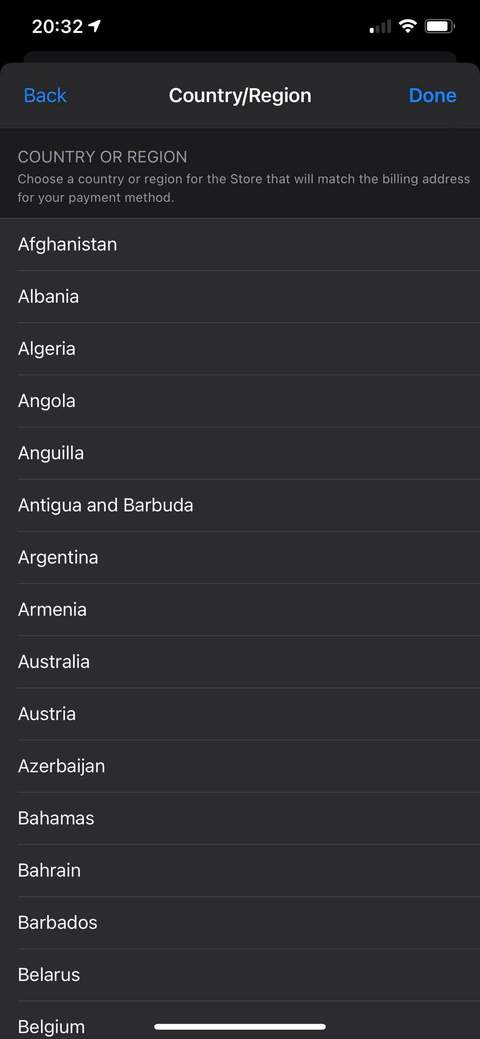 20:32
Back
Country/Region
Done
COUNTRY OR REGION
Choose a country or region for the Store that will match the billing address
for your payment method.
Afghanistan
Albania
Algeria
Angola
Anguilla
Antigua and Barbuda
Argentina
Armenia
Australia
Austria
Azerbaijan
Bahamas
Bahrain
Barbados
Belarus
Belgium